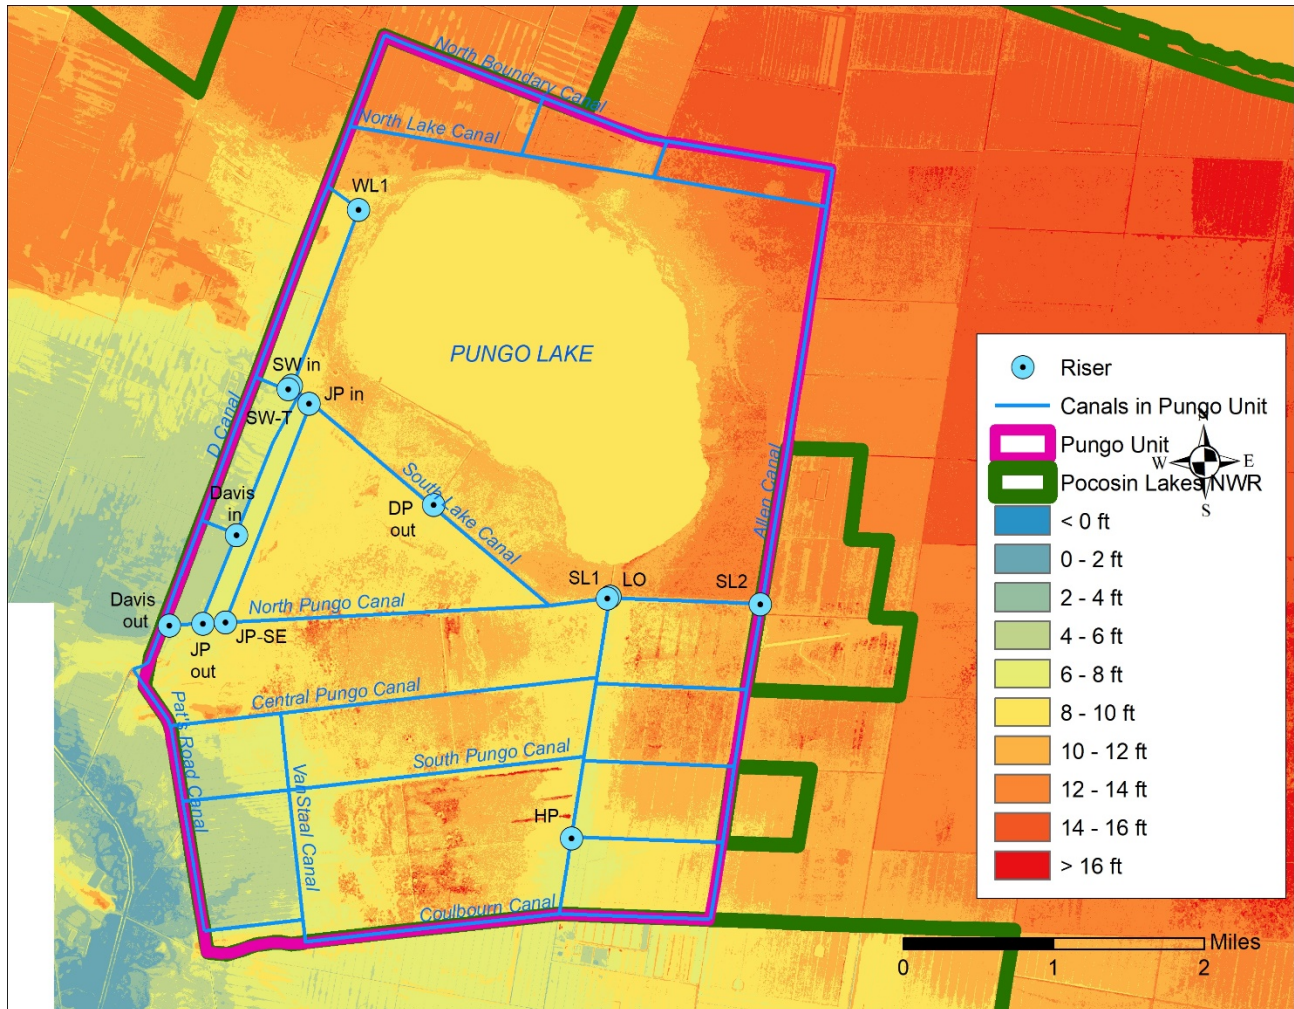 North Boundary Canal
North Lake Canal
WL1
PUNGO LAKE
SW in
JP in
SW-T
D Canal
South Lake Canal
Allen Canal
Davis
in
DP
out
SL1
LO
SL2
Davis
out
North Pungo Canal
JP
out
JP-SE
Central Pungo Canal
Pat's Road Canal
South Pungo Canal
VanStaal Canal
HP
Coulbourn Canal
Riser
Canals in Pungo Unit
Pungo Unit
Pocosin Lakes NWR
N
W
E
S
< 0 ft
0 - 2 ft
2 - 4 ft
4 - 6 ft
6 - 8 ft
8 - 10 ft
10 - 12 ft
12 - 14 ft
14 - 16 ft
> 16 ft
Miles
0 1 2